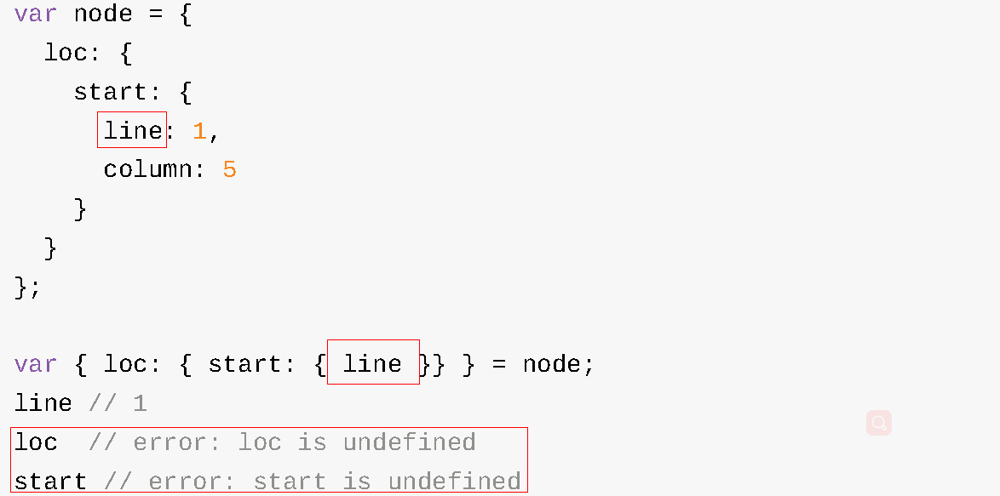 var node = {
  loc: {
    start: {
      line: 1,
      column: 5
    }
  }
};

var { loc: { start: { line }} } = node;
line // 1
loc  // error: loc is undefined
start // error: start is undefined